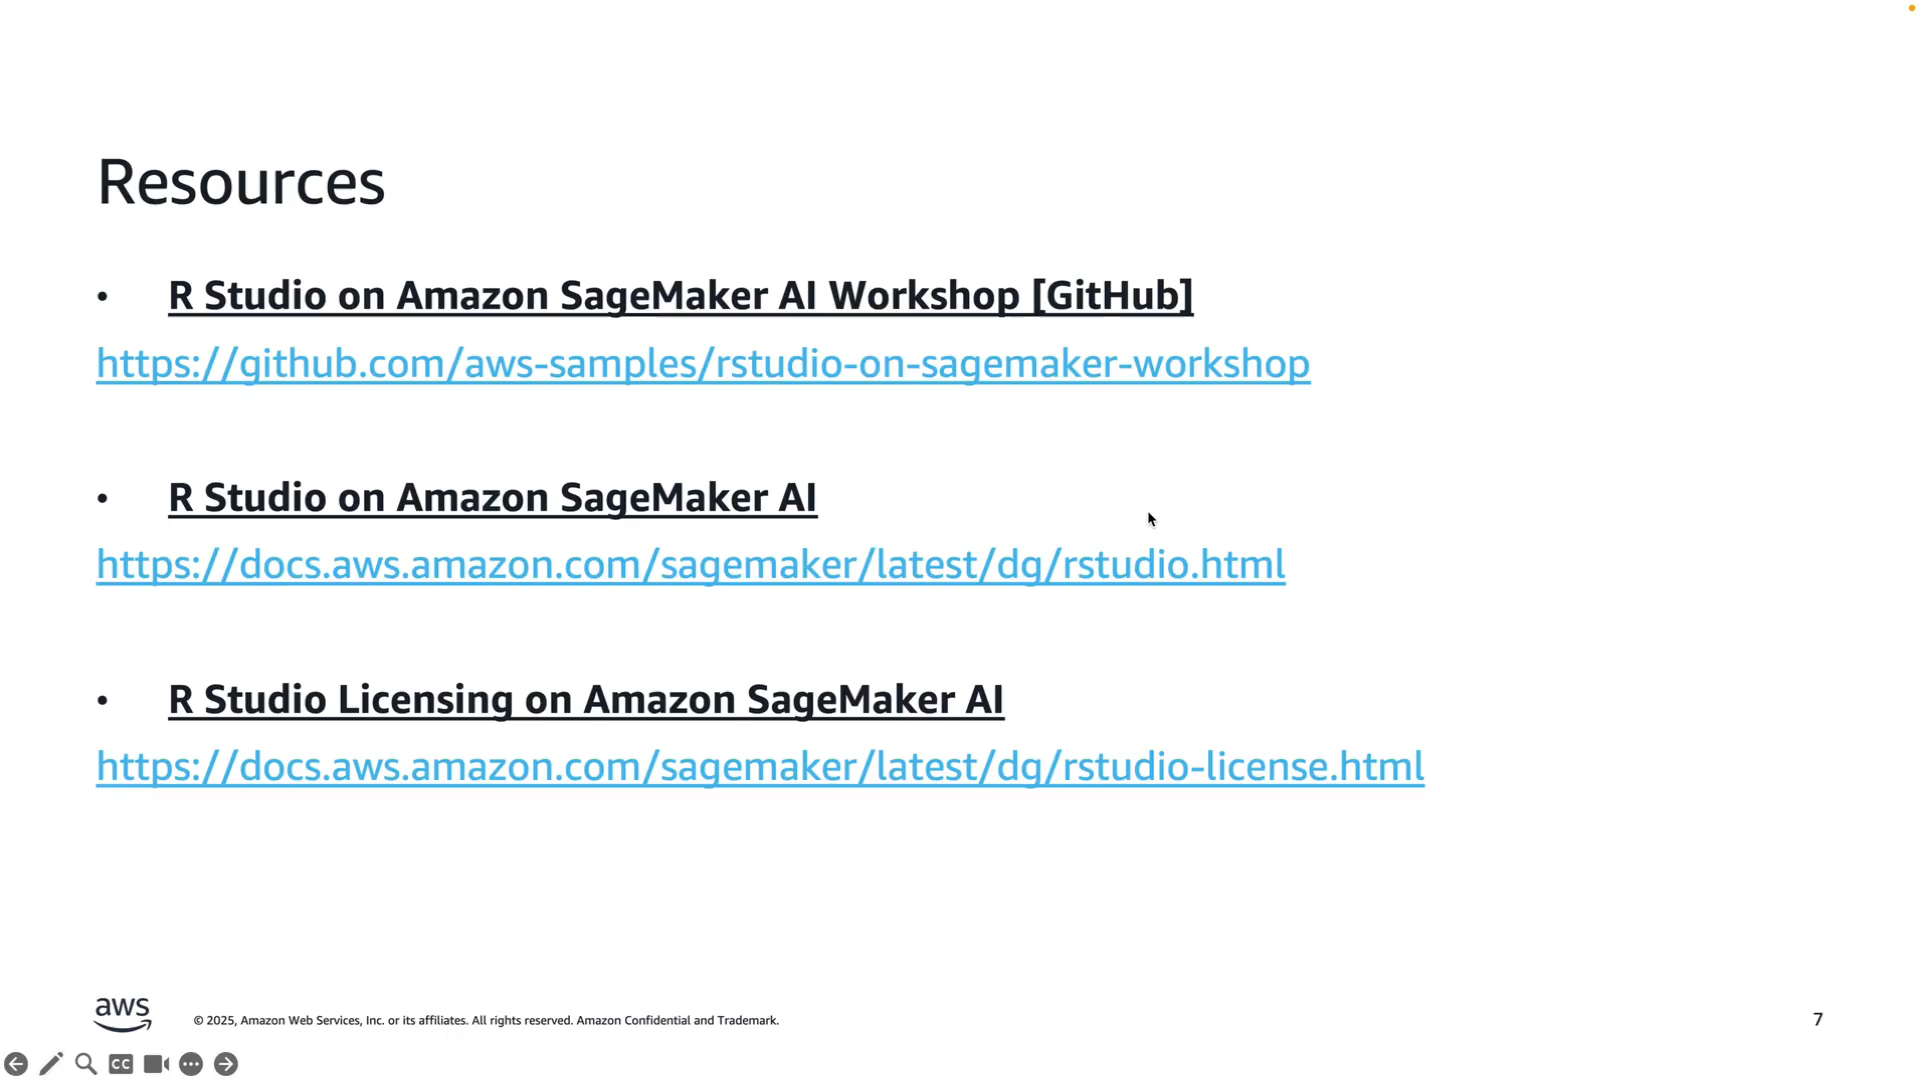 Resources
• R Studio on Amazon SageMaker AI Workshop [GitHub]
https://github.com/aws-samples/rstudio-on-sagemaker-workshop
• R Studio on Amazon SageMaker AI
https://docs.aws.amazon.com/sagemaker/latest/dg/rstudio.html
• R Studio Licensing on Amazon SageMaker AI
https://docs.aws.amazon.com/sagemaker/latest/dg/rstudio-license.html
aws
© 2025, Amazon Web Services, Inc. or its affiliates. All rights reserved. Amazon Confidential and Trademark.
7
CC